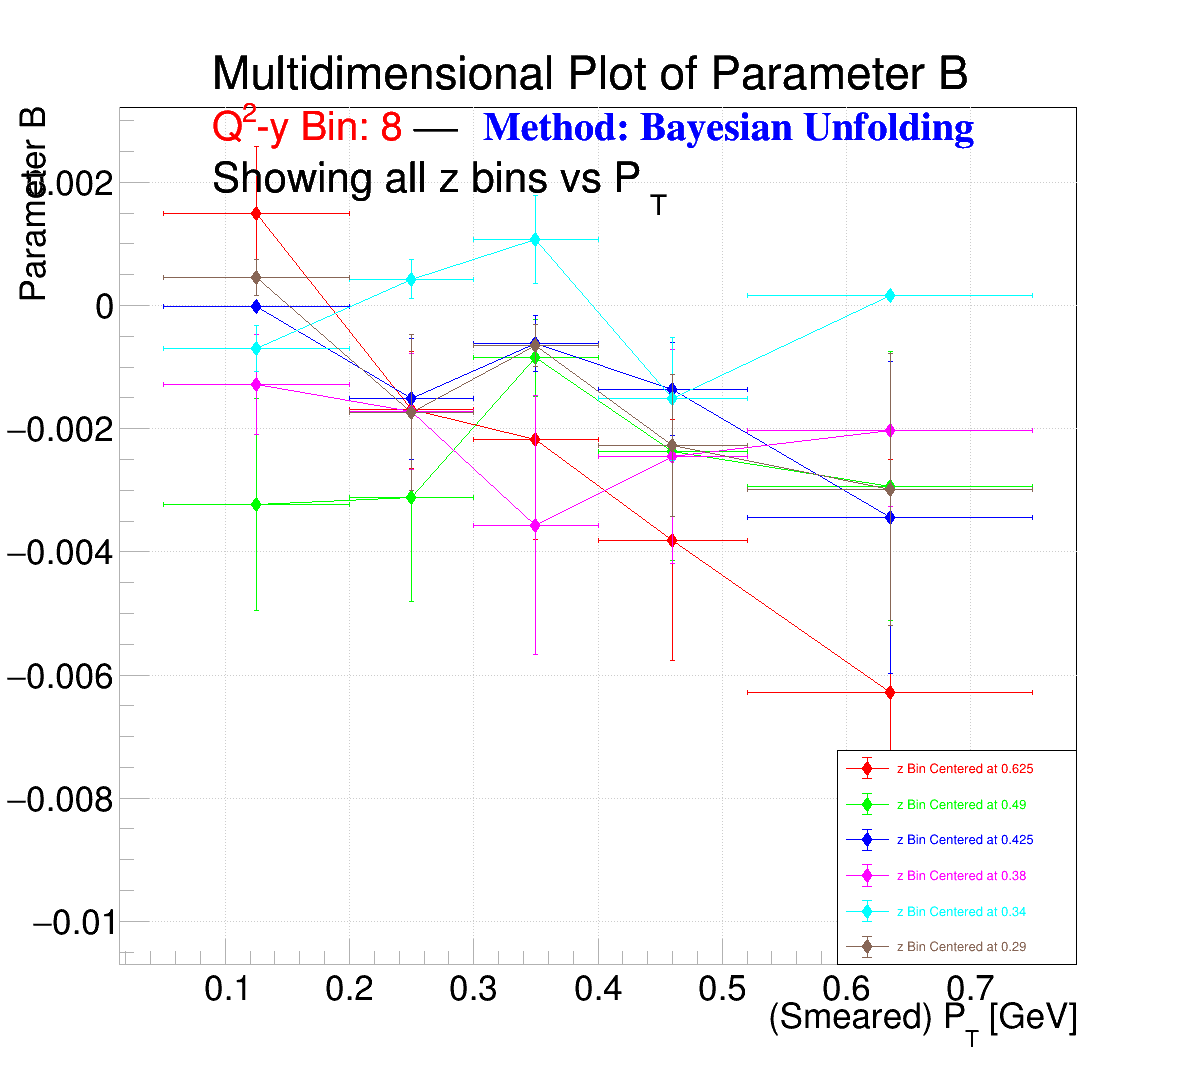 Multidimensional Plot of Parameter B
Q2-y Bin: 8 — Method: Bayesian Unfolding
Showing all z bins vs PT
Parameter B
0.002
0
−0.002
−0.004
−0.006
−0.008
−0.01
z Bin Centered at 0.625
z Bin Centered at 0.49
z Bin Centered at 0.425
z Bin Centered at 0.38
z Bin Centered at 0.34
z Bin Centered at 0.29
0.1 0.2 0.3 0.4 0.5 0.6 0.7
(Smeared) PT [GeV]